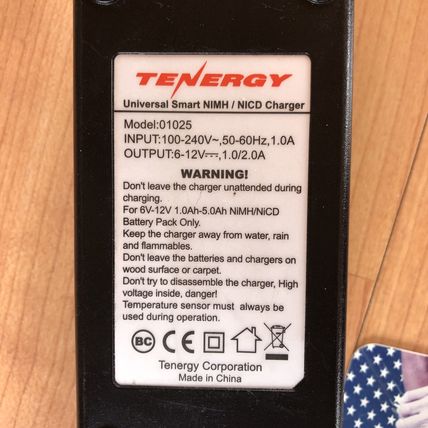 TENERGY
Universal Smart NIMH / NICD Charger
Model:01025
INPUT:100-240V~,50-60Hz,1.0A
OUTPUT:6-12V⎓,1.0/2.0A
WARNING!
Don't leave the charger unattended during
charging.
For 6V-12V 1.0Ah-5.0Ah NiMH/NiCD
Battery Pack Only.
Keep the charger away from water, rain
and flammables.
Don't leave the batteries and chargers on
wood surface or carpet.
Don't try to disassemble the charger, High
voltage inside, danger!
Temperature sensor must always be
used during operation.
BC CE
Tenergy Corporation
Made in China